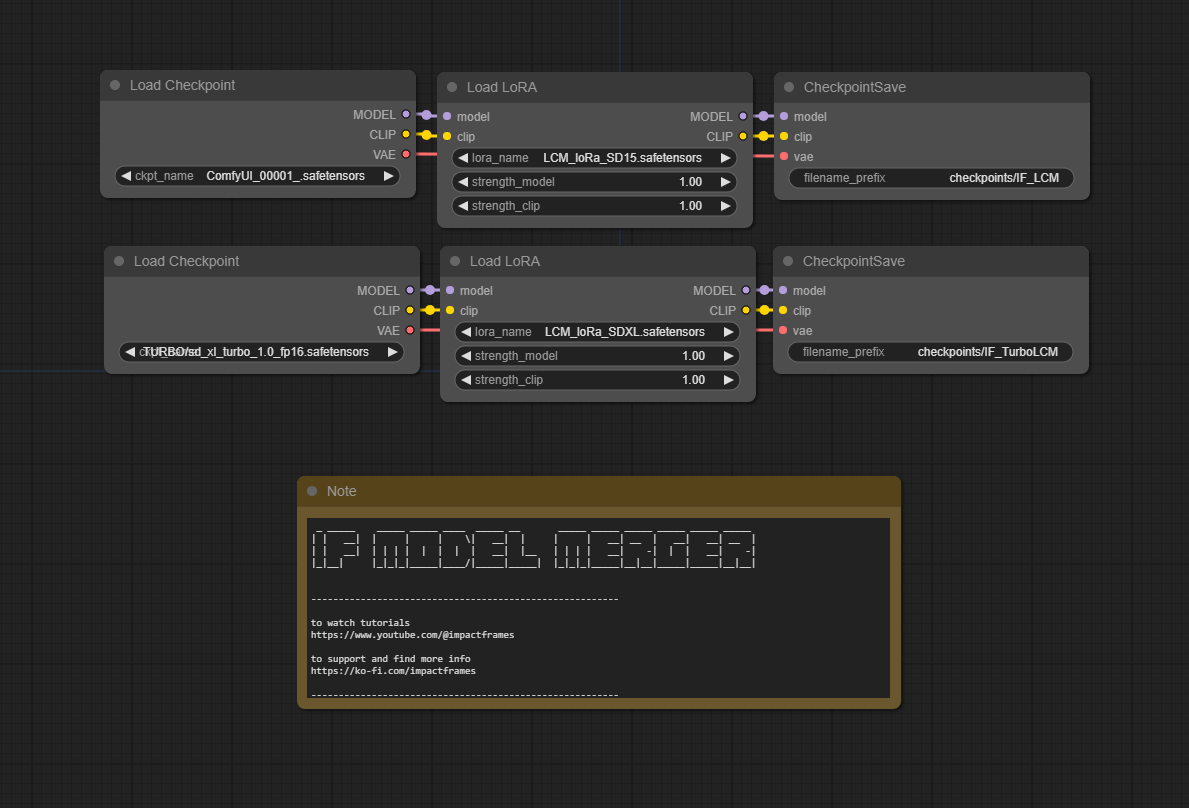 Load Checkpoint
MODEL
CLIP
VAE
ckpt_name ComfyUI_00001_.safetensors
Load LoRA
model MODEL
clip CLIP
lora_name LCM_loRa_SD15.safetensors
strength_model 1.00
strength_clip 1.00
CheckpointSave
model
clip
vae
filename_prefix checkpoints/IF_LCM
Load Checkpoint
MODEL
CLIP
VAE
TURBO/sd_xl_turbo_1.0_fp16.safetensors
Load LoRA
model MODEL
clip CLIP
lora_name LCM_loRa_SDXL.safetensors
strength_model 1.00
strength_clip 1.00
CheckpointSave
model
clip
vae
filename_prefix checkpoints/IF_TurboLCM
Note
IF MODEL MERGER
--------------------------------------------------------
to watch tutorials
https://www.youtube.com/@impactframes
to support and find more info
https://ko-fi.com/impactframes
--------------------------------------------------------